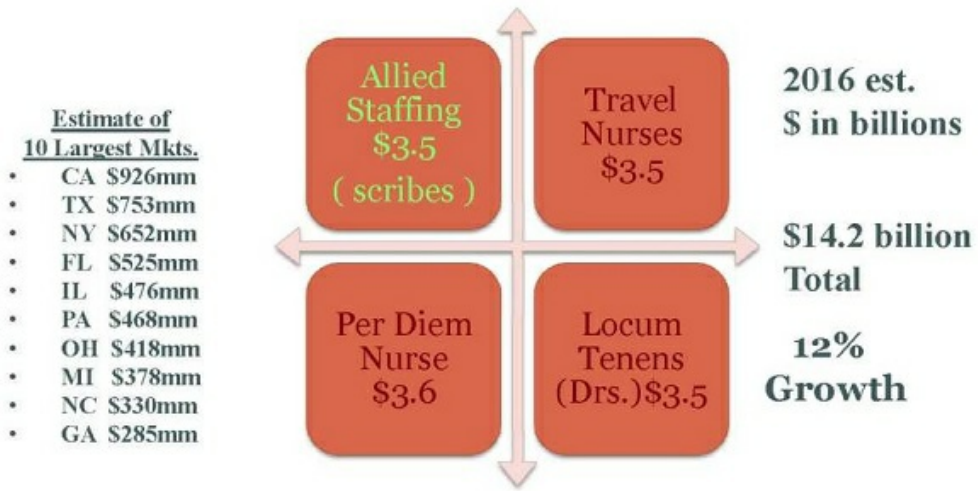 Estimate of
10 Largest Mkts.
• CA $926mm
• TX $753mm
• NY $652mm
• FL $525mm
• IL $476mm
• PA $468mm
• OH $418mm
• MI $378mm
• NC $330mm
• GA $285mm
Allied
Staffing
$3.5
( scribes )
Travel
Nurses
$3.5
Per Diem
Nurse
$3.6
Locum
Tenens
(Drs.)$3.5
2016 est.
$ in billions
$14.2 billion
Total
12%
Growth